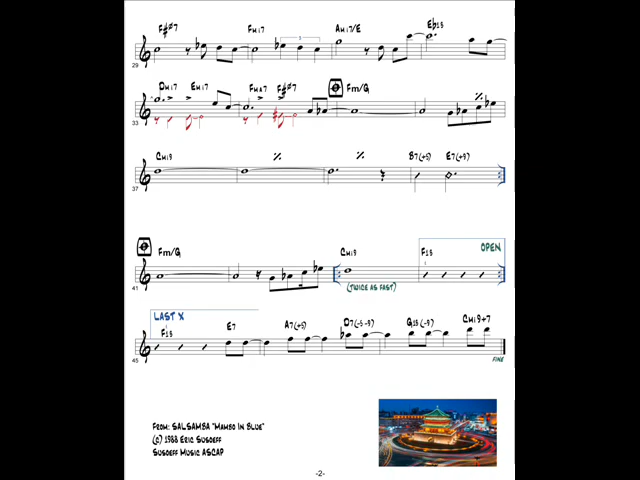 F#ø7 FMI7 AMI7/E Eb13
29
DMI7 EMI7 FMA7 F#ø7 Fm/G
33
CMI9 B7(+5) E7(+9)
37
Fm/G CMI9 F13 OPEN
41 (TWICE AS FAST)
LAST X
F13 E7 A7(+5) D7(-5 -9) G13(-9) CMI9+7
45 FINE
FROM: SALSAMBA "MAMBO IN BLUE"
(C) 1988 ERIC SUSOEFF
SUSOEFF MUSIC ASCAP
-2-